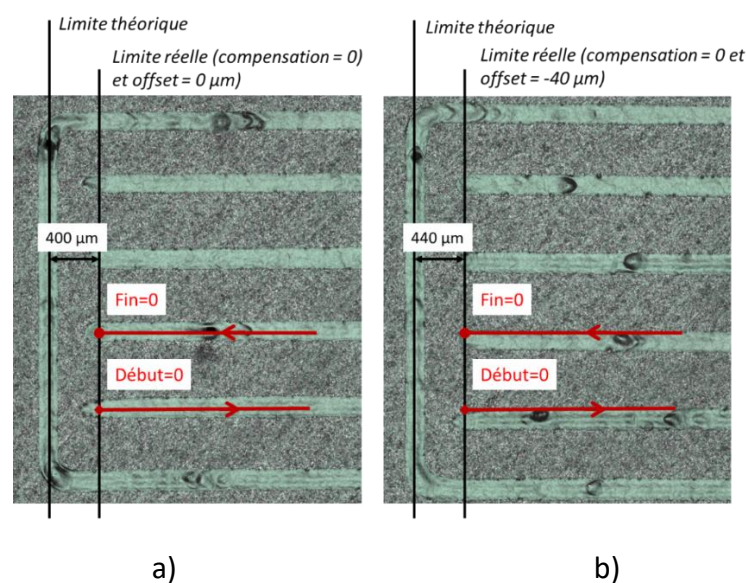 Limite théorique
Limite réelle (compensation = 0)
et offset = 0 µm)
400 µm
Fin=0
Début=0
a)
Limite théorique
Limite réelle (compensation = 0 et
offset = -40 µm)
440 µm
Fin=0
Début=0
b)